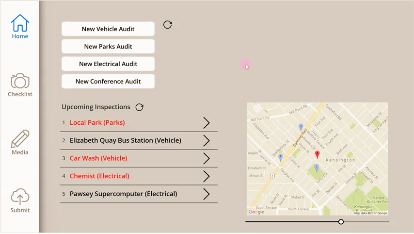 Home
Checklist
Media
Submit
New Vehicle Audit
New Parks Audit
New Electrical Audit
New Conference Audit
Upcoming Inspections
1 Local Park (Parks)
2 Elizabeth Quay Bus Station (Vehicle)
3 Car Wash (Vehicle)
4 Chemist (Electrical)
5 Pawsey Supercomputer (Electrical)
Kensington
Google